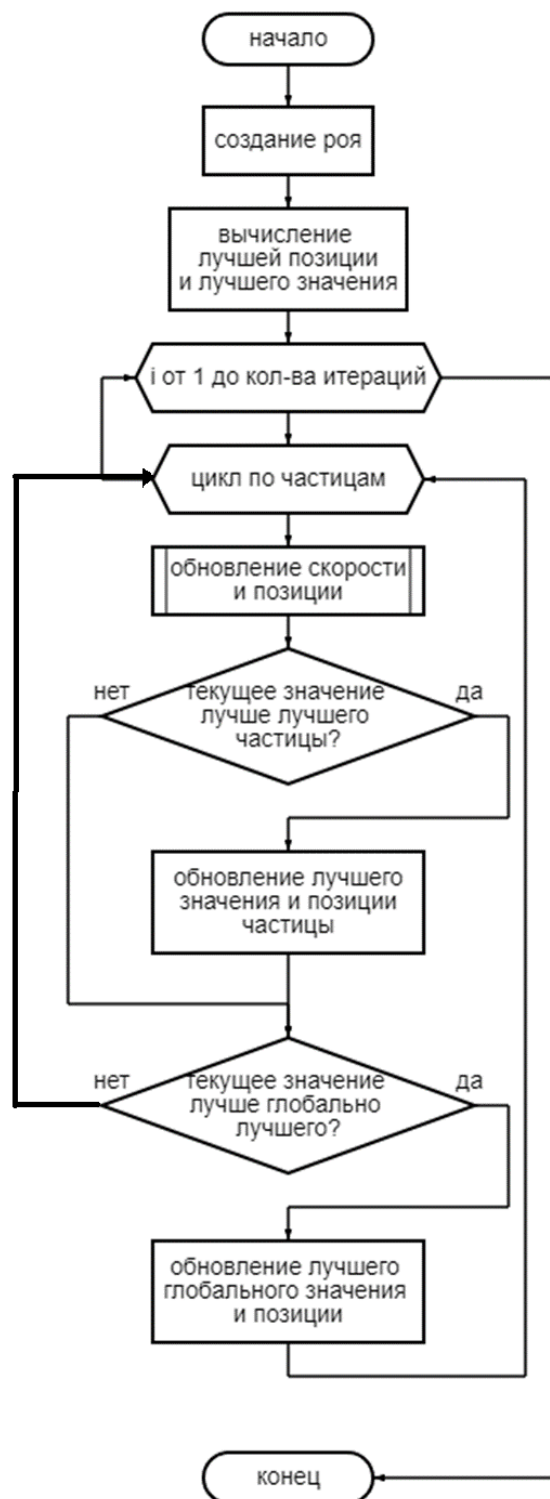 начало
создание роя
вычисление
лучшей позиции
и лучшего значения
i от 1 до кол-ва итераций
цикл по частицам
обновление скорости
и позиции
нет
текущее значение
лучше лучшего
частицы?
да
обновление лучшего
значения и позиции
частицы
нет
текущее значение
лучше глобально
лучшего?
да
обновление лучшего
глобального значения
и позиции
конец